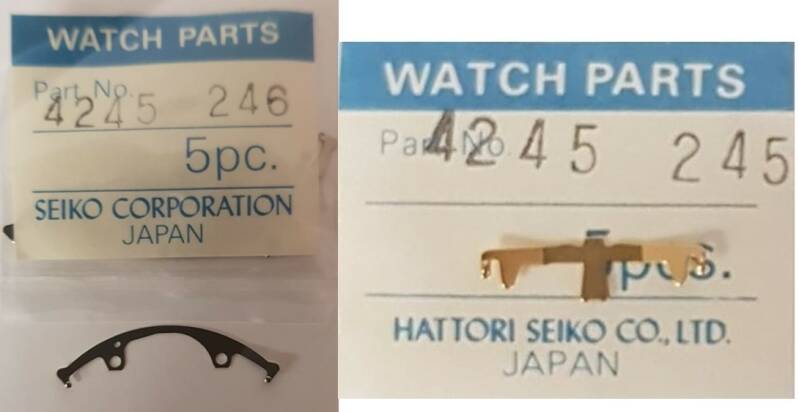 WATCH PARTS
Part No.
4245 246
5pc.
SEIKO CORPORATION
JAPAN
WATCH PARTS
Part No.
4245 245
5pcs.
HATTORI SEIKO CO., LTD.
JAPAN